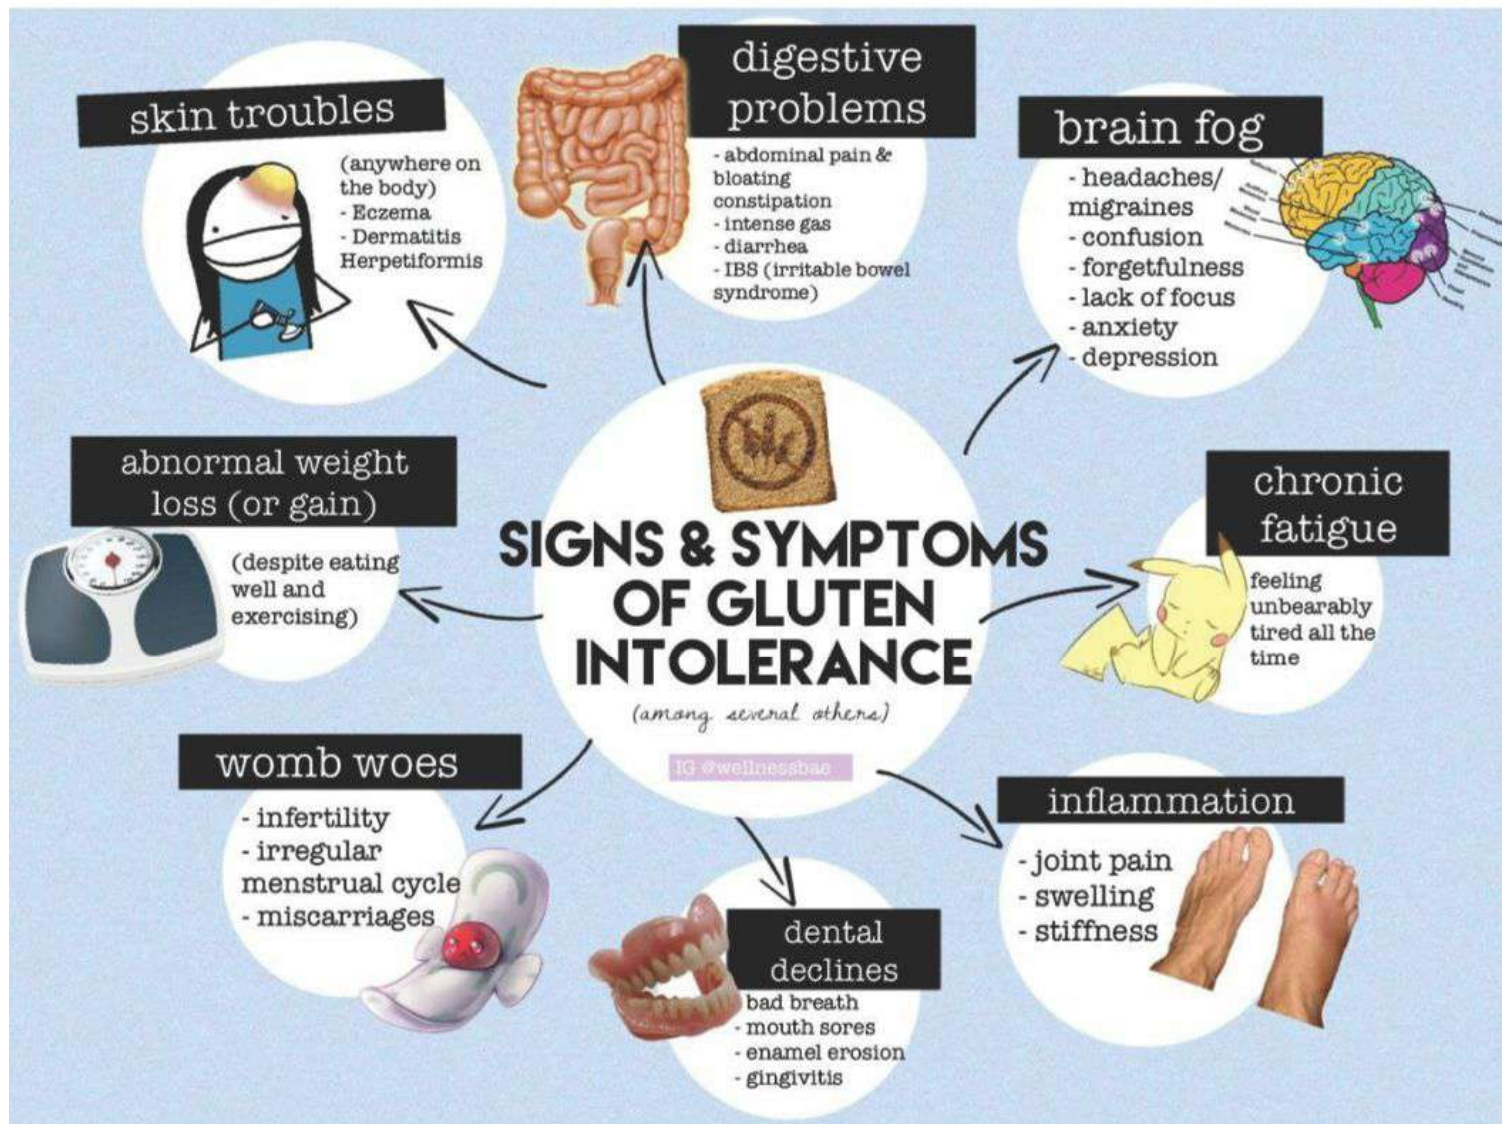 skin troubles
(anywhere on
the body)
- Eczema
- Dermatitis
Herpetiformis
digestive
problems
- abdominal pain &
bloating
constipation
- intense gas
- diarrhea
- IBS (irritable bowel
syndrome)
brain fog
- headaches/
migraines
- confusion
- forgetfulness
- lack of focus
- anxiety
- depression
abnormal weight
loss (or gain)
(despite eating
well and
exercising)
SIGNS & SYMPTOMS
OF GLUTEN
INTOLERANCE
(among several others)
IG @wellnessbae
chronic
fatigue
feeling
unbearably
tired all the
time
womb woes
- infertility
- irregular
menstrual cycle
- miscarriages
dental
declines
bad breath
- mouth sores
- enamel erosion
- gingivitis
inflammation
- joint pain
- swelling
- stiffness